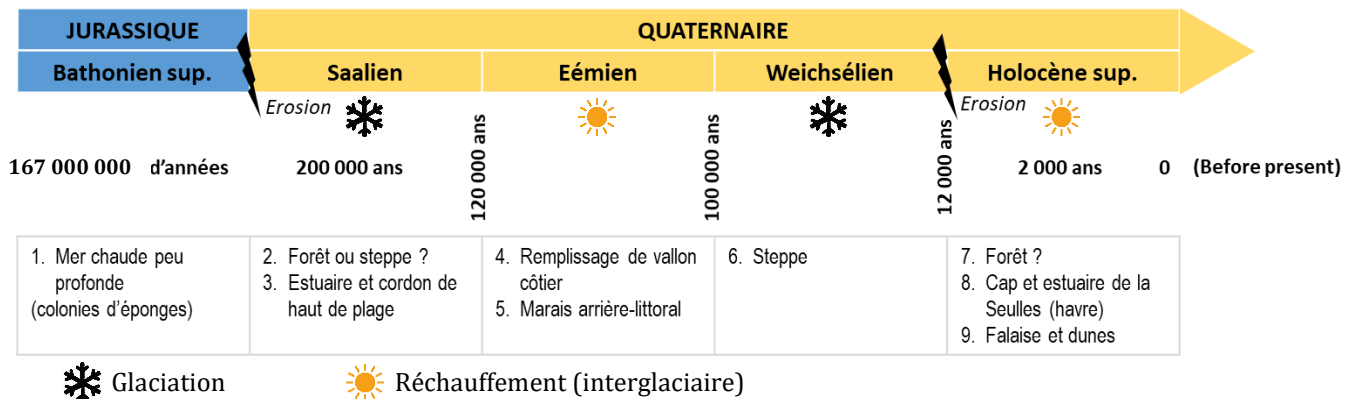 JURASSIQUE
QUATERNAIRE
Bathonien sup.
Saalien
Eémien
Weichsélien
Holocène sup.
Erosion
Erosion
167 000 000 d'années
200 000 ans
120 000 ans
100 000 ans
12 000 ans
2 000 ans
0
(Before present)
1. Mer chaude peu
profonde
(colonies d'éponges)
2. Forêt ou steppe ?
3. Estuaire et cordon de
haut de plage
4. Remplissage de vallon
côtier
5. Marais arrière-littoral
6. Steppe
7. Forêt ?
8. Cap et estuaire de la
Seulles (havre)
9. Falaise et dunes
Glaciation
Réchauffement (interglaciaire)